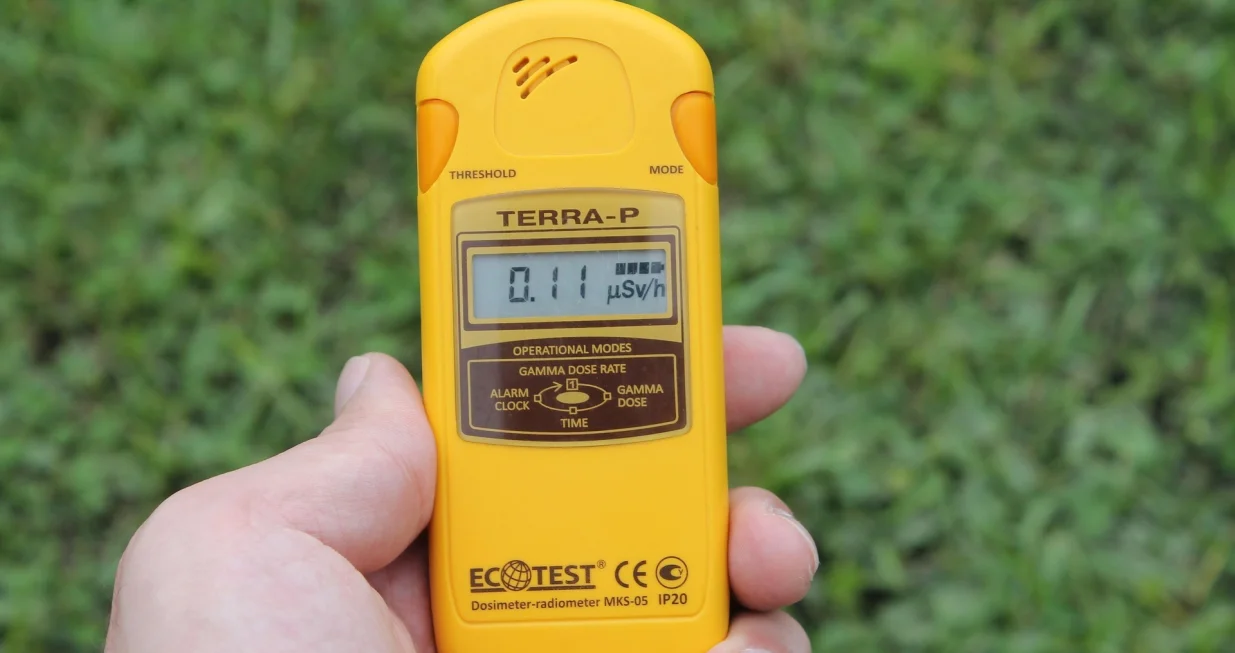 THRESHOLD MODE
TERRA-P
0.11 µSv/h
OPERATIONAL MODES
GAMMA DOSE RATE
1
ALARM CLOCK
GAMMA DOSE
TIME
ECOTEST®
CE
Dosimeter-radiometer MKS-05 IP20